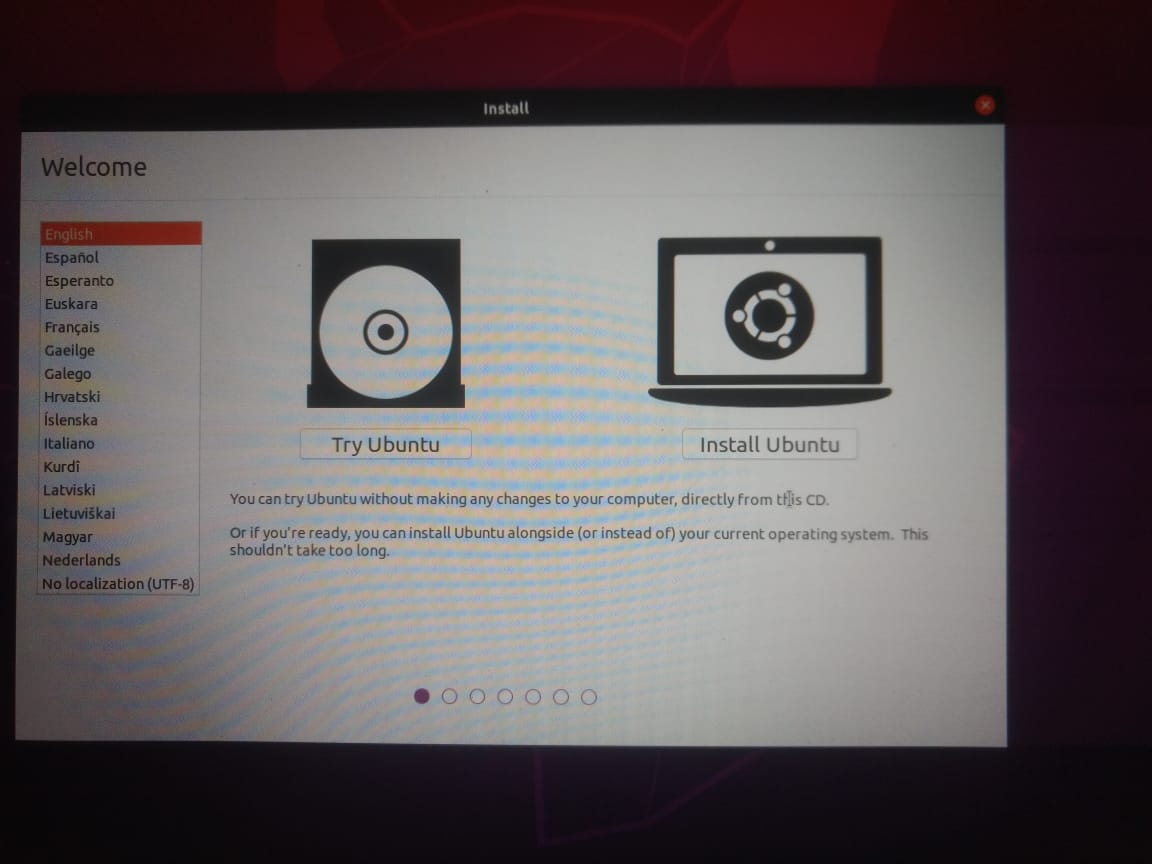 Install
Welcome
English
Español
Esperanto
Euskara
Français
Gaeilge
Galego
Hrvatski
Íslenska
Italiano
Kurdî
Latviski
Lietuviškai
Magyar
Nederlands
No localization (UTF-8)
Try Ubuntu
Install Ubuntu
You can try Ubuntu without making any changes to your computer, directly from this CD.
Or if you're ready, you can install Ubuntu alongside (or instead of) your current operating system. This
shouldn't take too long.